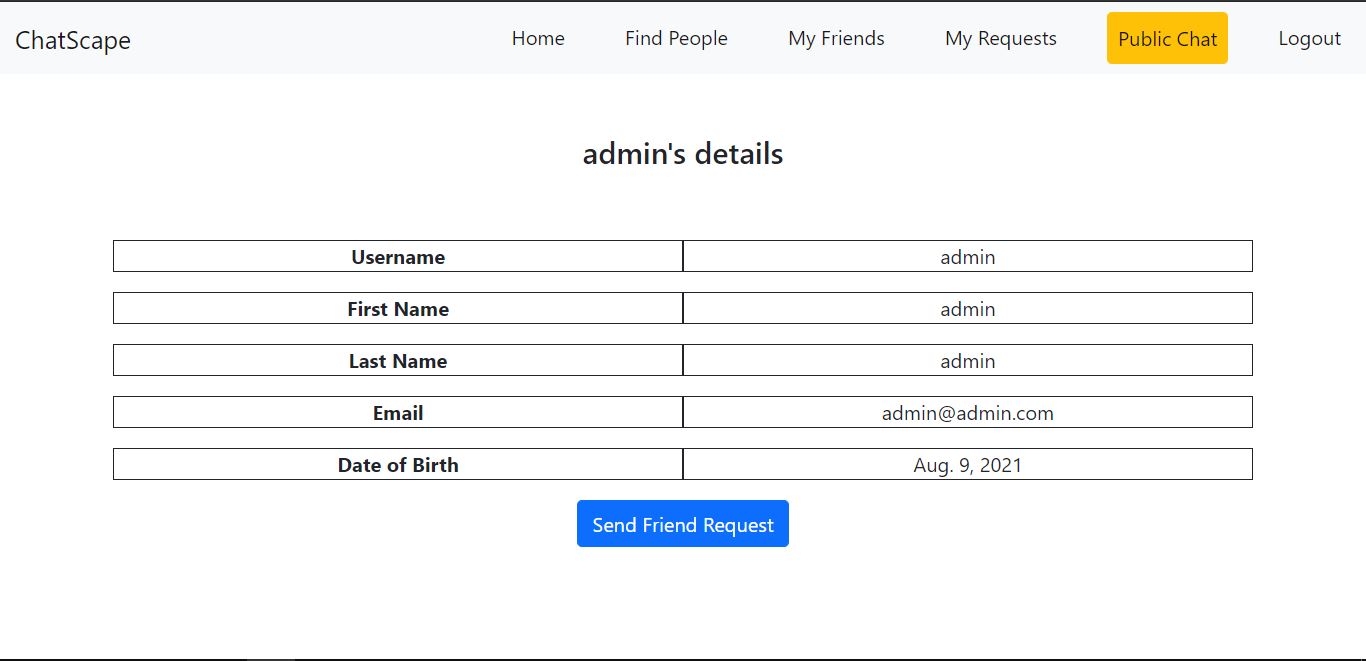 ChatScape Home Find People My Friends My Requests Public Chat Logout
admin's details
Username admin
First Name admin
Last Name admin
Email admin@admin.com
Date of Birth Aug. 9, 2021
Send Friend Request